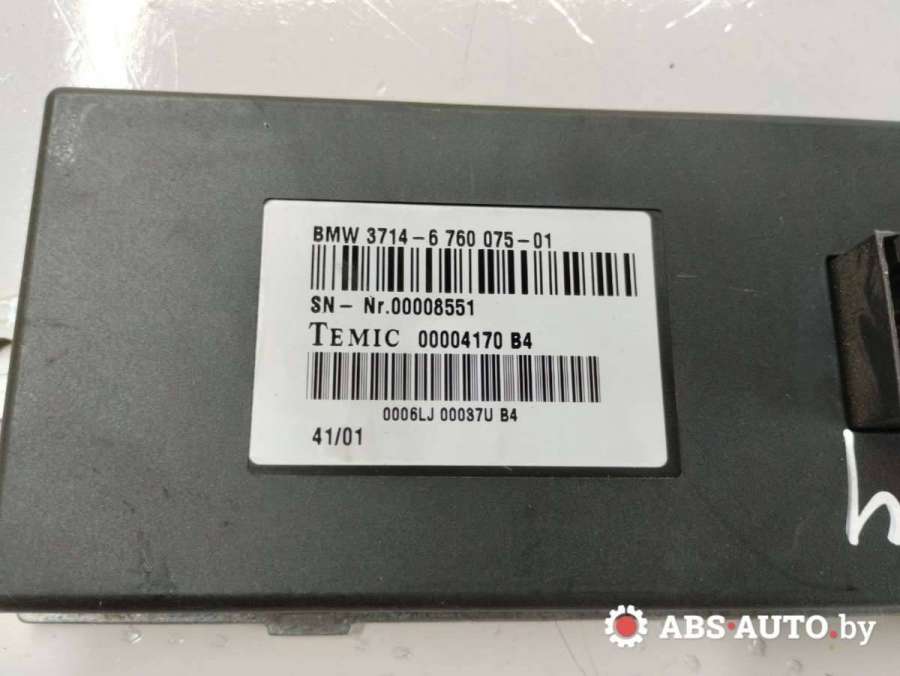 BMW 3714-6 760 075-01
SN- Nr.00008551
TEMIC 00004170 B4
0006LJ 00037U B4
41/01
ABS-AUTO.by